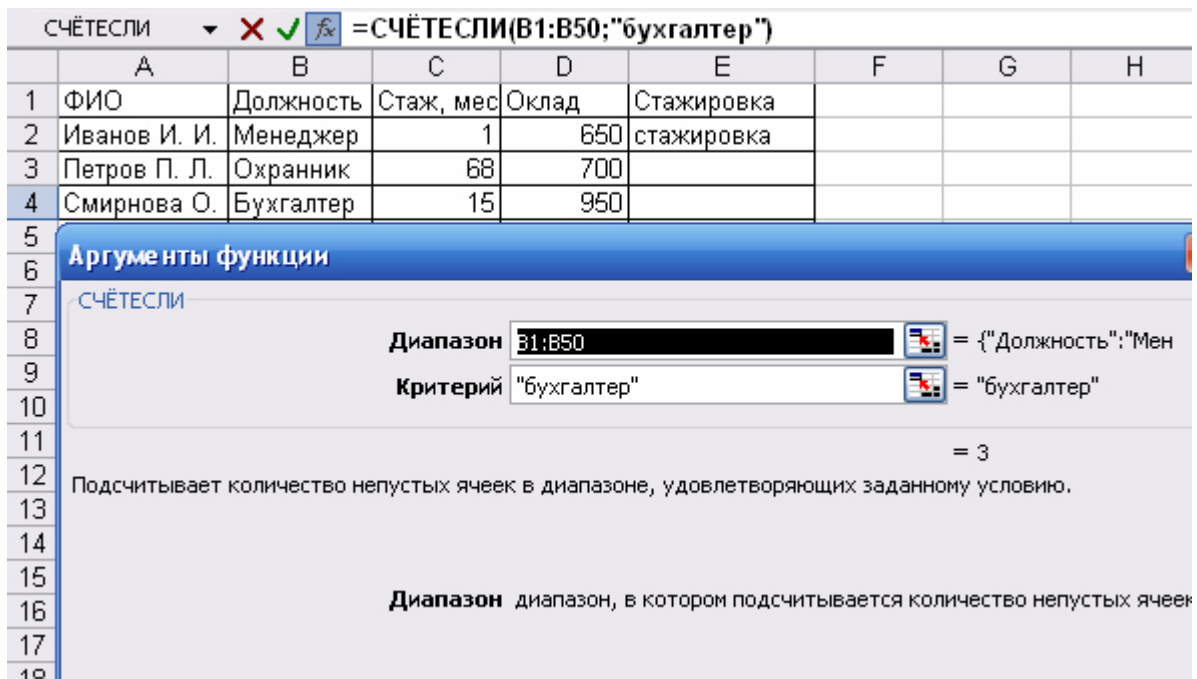 СЧЁТЕСЛИ =СЧЁТЕСЛИ(B1:B50;"бухгалтер")
A B C D E F G H
1 ФИО Должность Стаж, мес Оклад Стажировка
2 Иванов И. И. Менеджер 1 650 стажировка
3 Петров П. Л. Охранник 68 700
4 Смирнова О. Бухгалтер 15 950
5
Аргументы функции
6
7 СЧЁТЕСЛИ
8 Диапазон B1:B50 = {"Должность":"Мен
9 Критерий "бухгалтер" = "бухгалтер"
10
11 = 3
12 Подсчитывает количество непустых ячеек в диапазоне, удовлетворяющих заданному условию.
13
14
15
16 Диапазон диапазон, в котором подсчитывается количество непустых ячеек
17
18